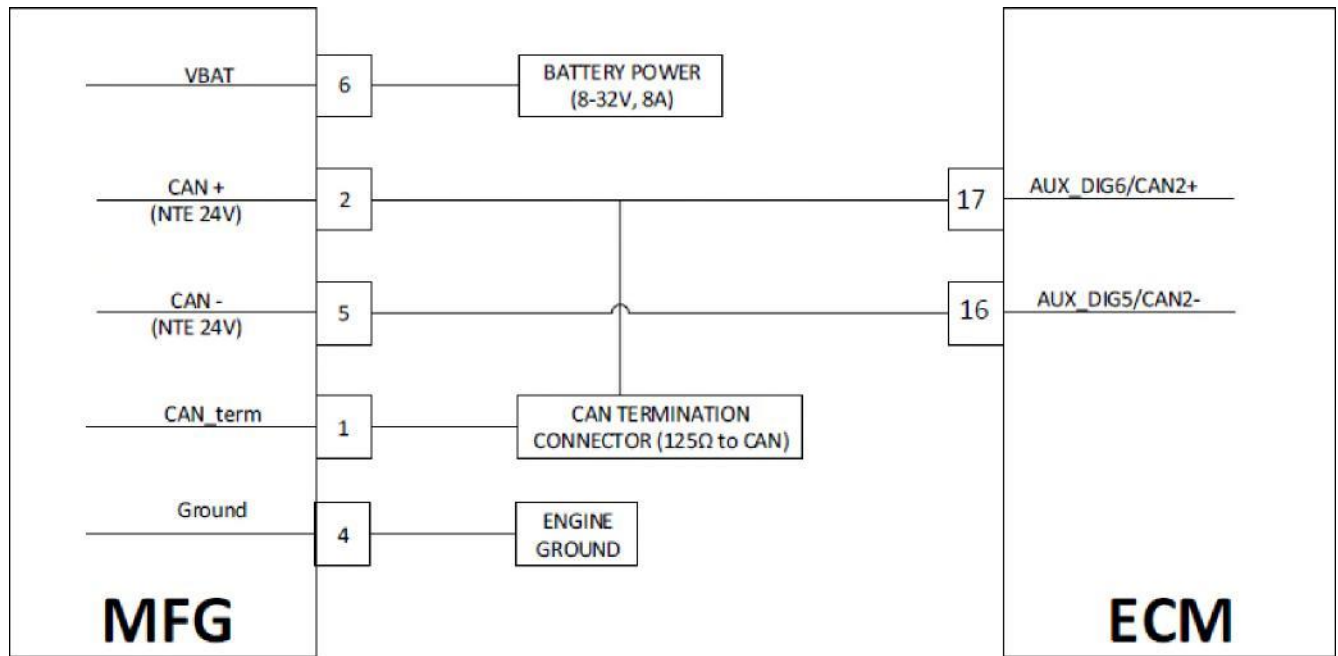 VBAT
6
BATTERY POWER
(8-32V, 8A)
CAN +
(NTE 24V)
2
17
AUX_DIG6/CAN2+
CAN -
(NTE 24V)
5
16
AUX_DIG5/CAN2-
CAN_term
1
CAN TERMINATION
CONNECTOR (125Ω to CAN)
Ground
4
ENGINE
GROUND
MFG
ECM